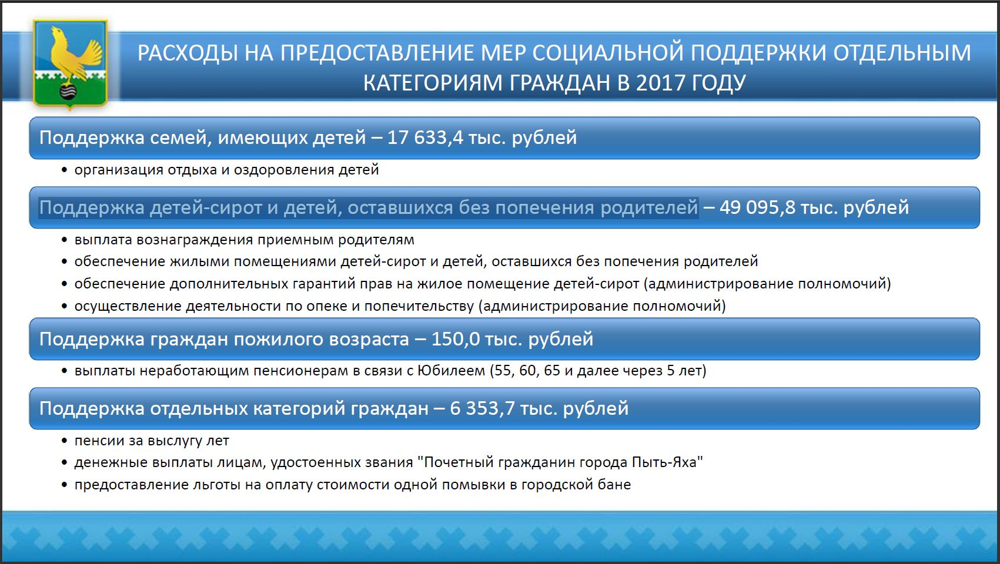 РАСХОДЫ НА ПРЕДОСТАВЛЕНИЕ МЕР СОЦИАЛЬНОЙ ПОДДЕРЖКИ ОТДЕЛЬНЫМ
КАТЕГОРИЯМ ГРАЖДАН В 2017 ГОДУ
Поддержка семей, имеющих детей – 17 633,4 тыс. рублей
• организация отдыха и оздоровления детей
Поддержка детей-сирот и детей, оставшихся без попечения родителей – 49 095,8 тыс. рублей
• выплата вознаграждения приемным родителям
• обеспечение жилыми помещениями детей-сирот и детей, оставшихся без попечения родителей
• обеспечение дополнительных гарантий прав на жилое помещение детей-сирот (администрирование полномочий)
• осуществление деятельности по опеке и попечительству (администрирование полномочий)
Поддержка граждан пожилого возраста – 150,0 тыс. рублей
• выплаты неработающим пенсионерам в связи с Юбилеем (55, 60, 65 и далее через 5 лет)
Поддержка отдельных категорий граждан – 6 353,7 тыс. рублей
• пенсии за выслугу лет
• денежные выплаты лицам, удостоенных звания "Почетный гражданин города Пыть-Яха"
• предоставление льготы на оплату стоимости одной помывки в городской бане